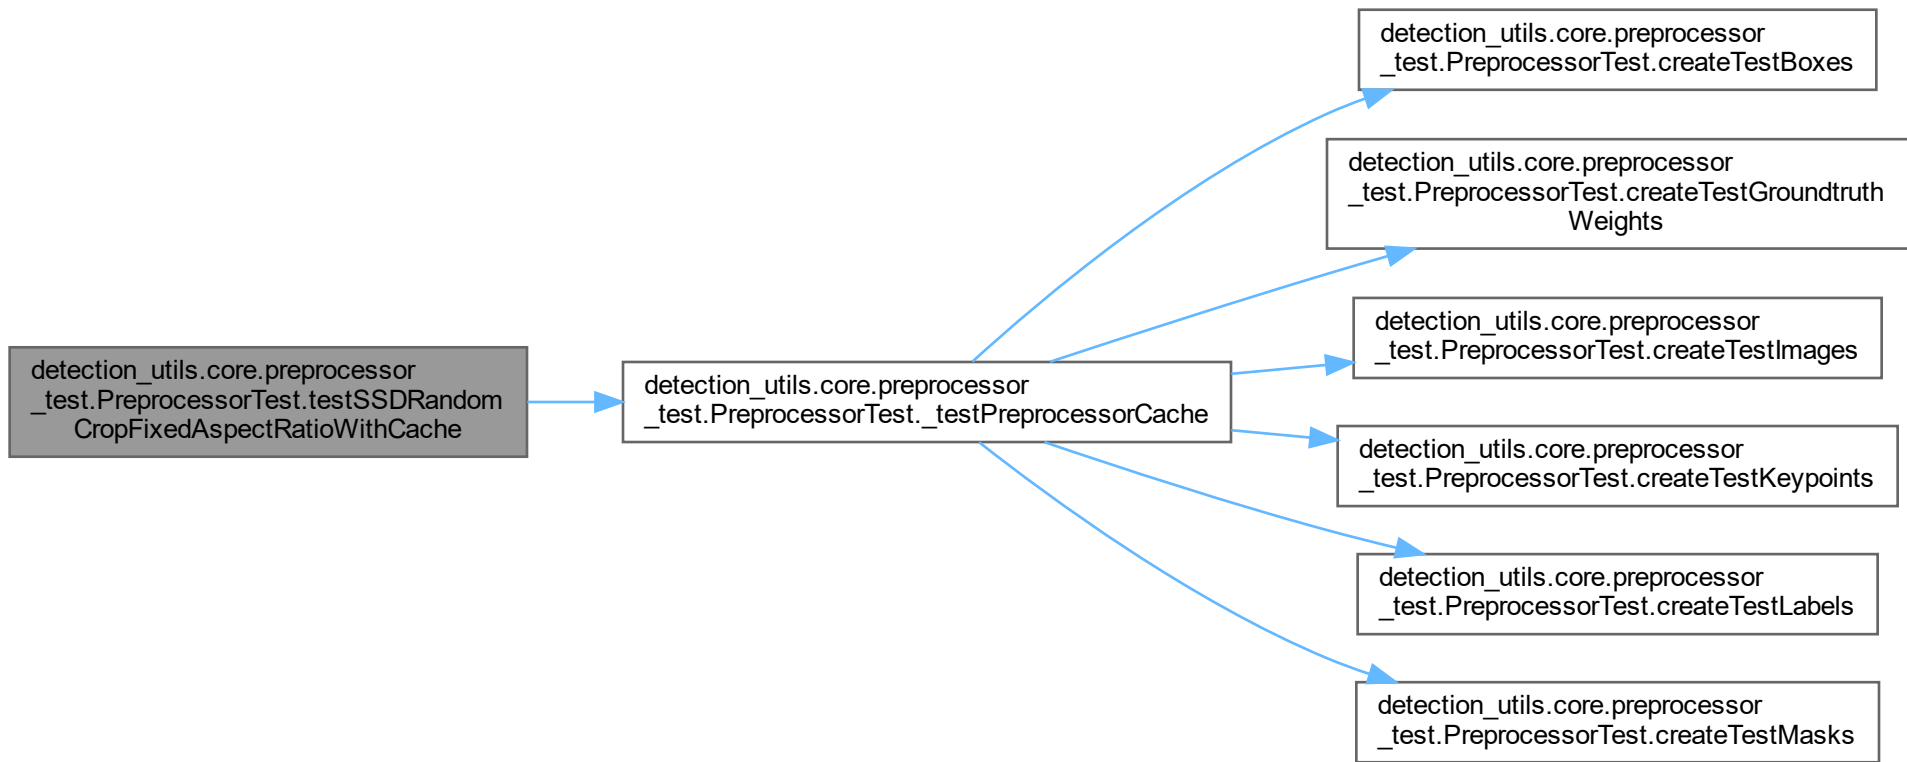 detection_utils.core.preprocessor
_test.PreprocessorTest.testSSDRandom
CropFixedAspectRatioWithCache
detection_utils.core.preprocessor
_test.PreprocessorTest._testPreprocessorCache
detection_utils.core.preprocessor
_test.PreprocessorTest.createTestBoxes
detection_utils.core.preprocessor
_test.PreprocessorTest.createTestGroundtruth
Weights
detection_utils.core.preprocessor
_test.PreprocessorTest.createTestImages
detection_utils.core.preprocessor
_test.PreprocessorTest.createTestKeypoints
detection_utils.core.preprocessor
_test.PreprocessorTest.createTestLabels
detection_utils.core.preprocessor
_test.PreprocessorTest.createTestMasks